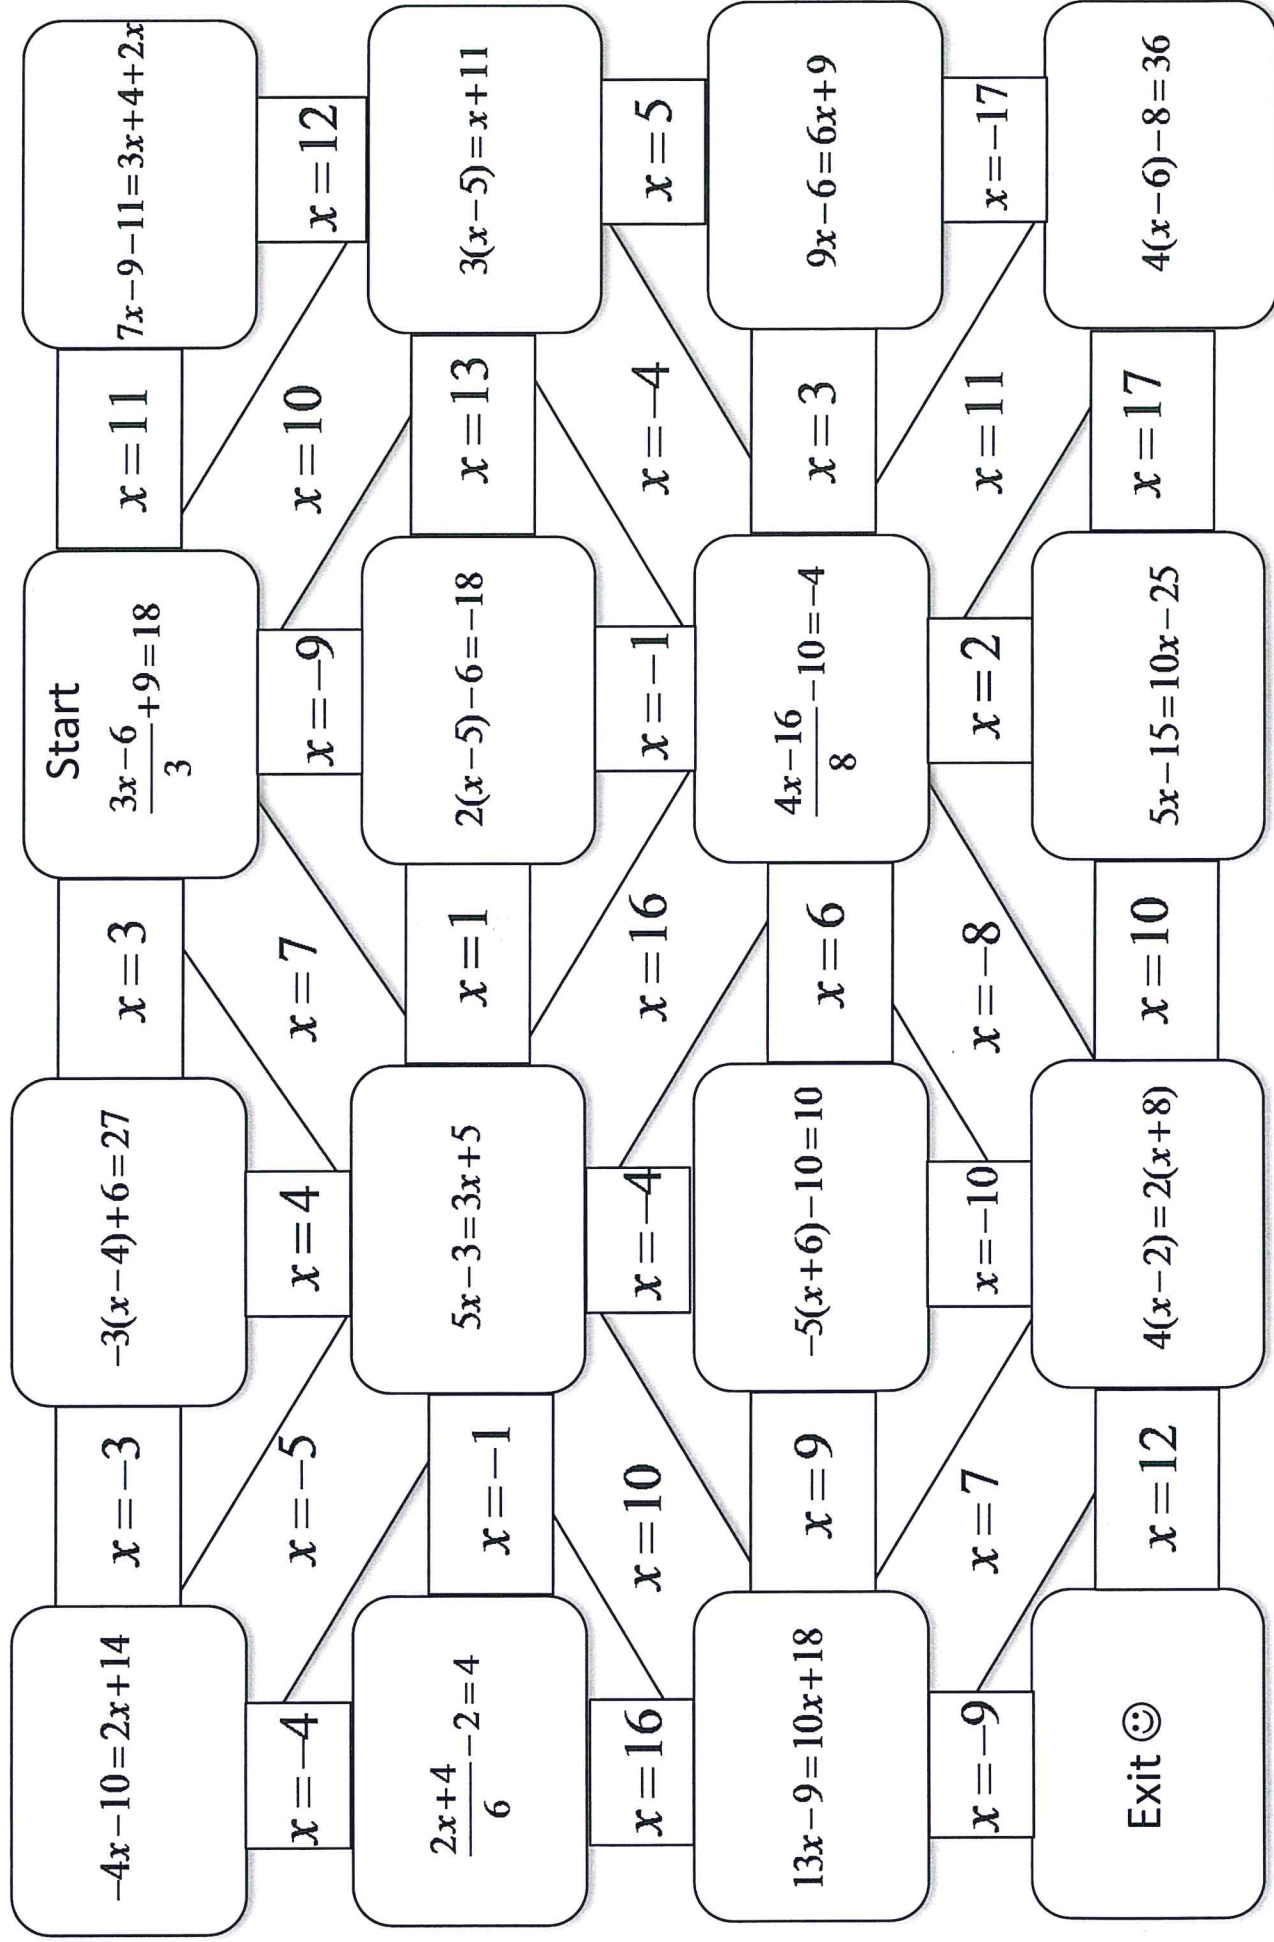 −4x−10=2x+14
x=−3
−3(x−4)+6=27
x=3
Start
(3x−6)/3+9=18
x=11
7x−9−11=3x+4+2x
x=−4
x=−5
x=4
x=7
x=−9
x=10
x=12
(2x+4)/6−2=4
x=−1
5x−3=3x+5
x=1
2(x−5)−6=−18
x=13
3(x−5)=x+11
x=16
x=10
x=−4
x=16
x=−1
x=−4
x=5
13x−9=10x+18
x=9
−5(x+6)−10=10
x=6
(4x−16)/8−10=−4
x=3
9x−6=6x+9
x=−9
x=7
x=−10
x=−8
x=2
x=11
x=−17
Exit ☺
x=12
4(x−2)=2(x+8)
x=10
5x−15=10x−25
x=17
4(x−6)−8=36